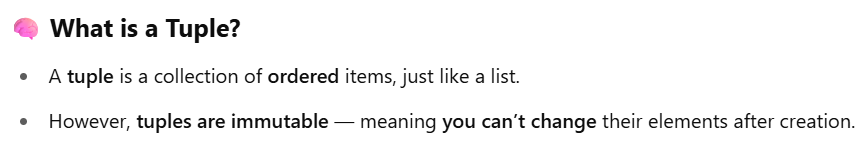 🧠 What is a Tuple?
• A tuple is a collection of ordered items, just like a list.
• However, tuples are immutable — meaning you can’t change their elements after creation.